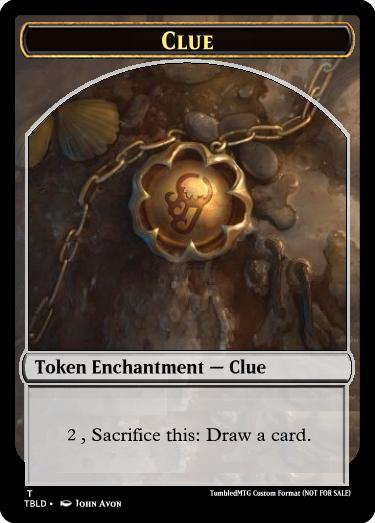 Clue
Token Enchantment — Clue
2 , Sacrifice this: Draw a card.
T
TBLD • John Avon
TumbledMTG Custom Format (NOT FOR SALE)